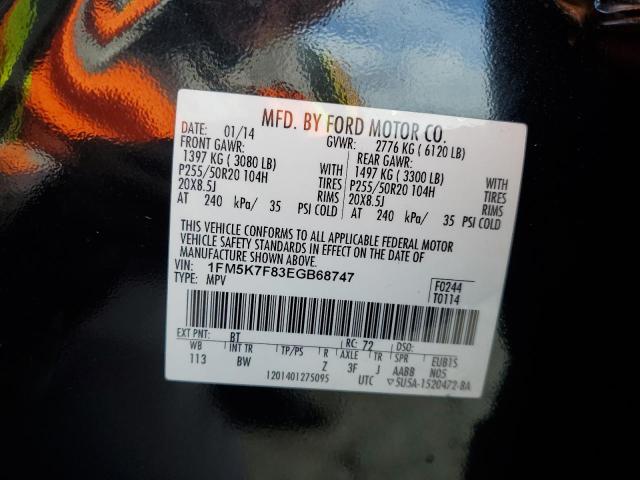 MFD. BY FORD MOTOR CO.
DATE: 01/14 GVWR: 2776 KG ( 6120 LB)
FRONT GAWR: REAR GAWR:
1397 KG ( 3080 LB) WITH 1497 KG ( 3300 LB) WITH
P255/50R20 104H TIRES P255/50R20 104H TIRES
20X8.5J RIMS 20X8.5J RIMS
AT 240 kPa/ 35 PSI COLD AT 240 kPa/ 35 PSI COLD
THIS VEHICLE CONFORMS TO ALL APPLICABLE FEDERAL MOTOR
VEHICLE SAFETY STANDARDS IN EFFECT ON THE DATE OF
MANUFACTURE SHOWN ABOVE.
VIN: 1FM5K7F83EGB68747
TYPE: MPV
F0244
T0114
EXT PNT: BT RC: 72 DSO:
WB INT TR TP/PS R AXLE TR SPR EUB15
113 BW Z 3F J AABB N05
1201401275095 UTC ▽5U5A-1520472-BA